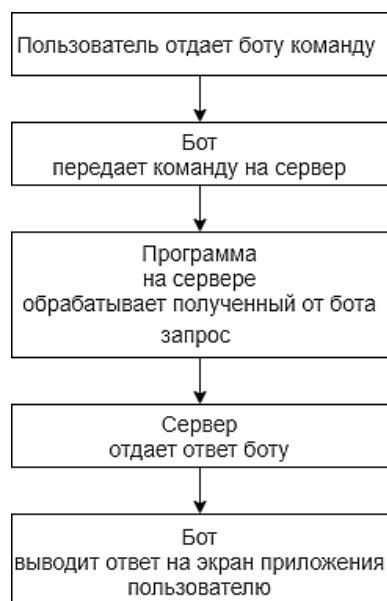 Пользователь отдает боту команду
Бот
передает команду на сервер
Программа
на сервере
обрабатывает полученный от бота
запрос
Сервер
отдает ответ боту
Бот
выводит ответ на экран приложения
пользователю